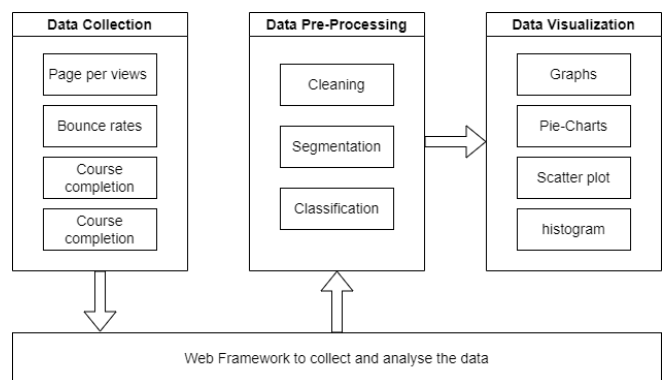 Data Collection
Page per views
Bounce rates
Course
completion
Course
completion
Data Pre-Processing
Cleaning
Segmentation
Classification
Data Visualization
Graphs
Pie-Charts
Scatter plot
histogram
Web Framework to collect and analyse the data